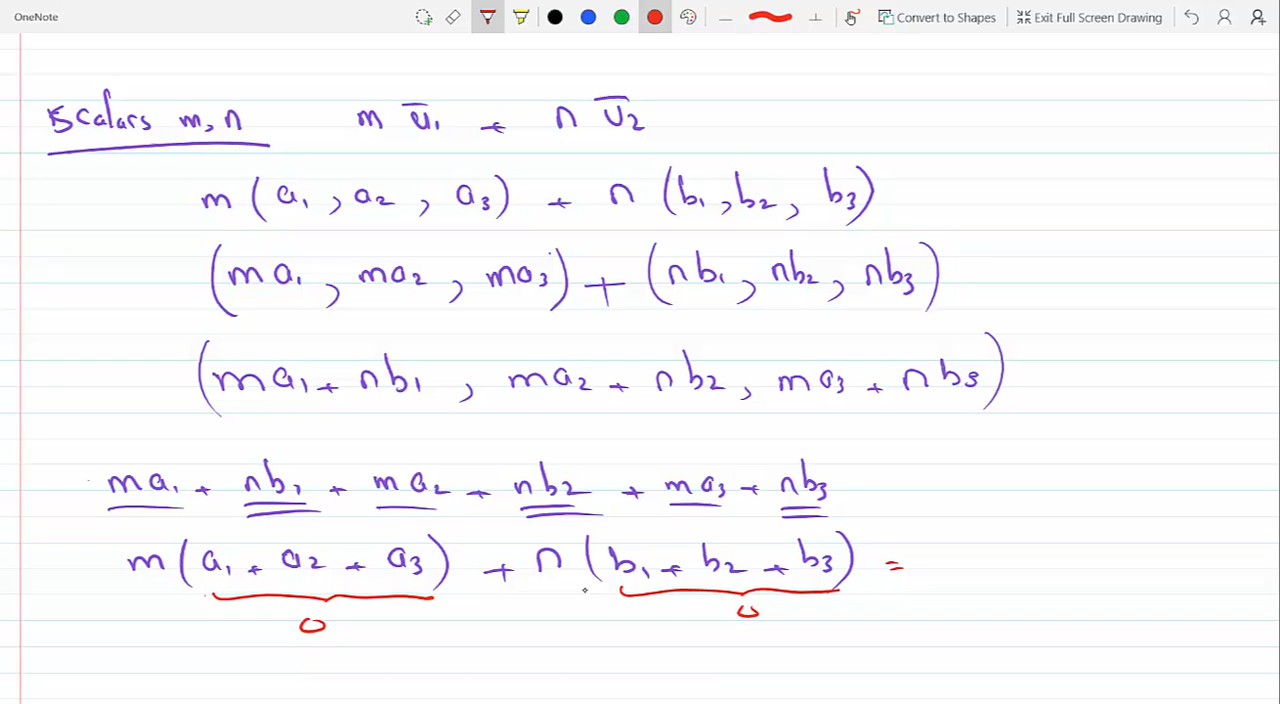 OneNote
Convert to Shapes
Exit Full Screen Drawing
Scalars m, n m u̅₁ + n u̅₂
m (a₁, a₂, a₃) + n (b₁, b₂, b₃)
(ma₁, ma₂, ma₃) + (nb₁, nb₂, nb₃)
(ma₁ + nb₁, ma₂ + nb₂, ma₃ + nb₃)
ma₁ + nb₁ + ma₂ + nb₂ + ma₃ + nb₃
m(a₁ + a₂ + a₃) + n(b₁ + b₂ + b₃) =
0 0